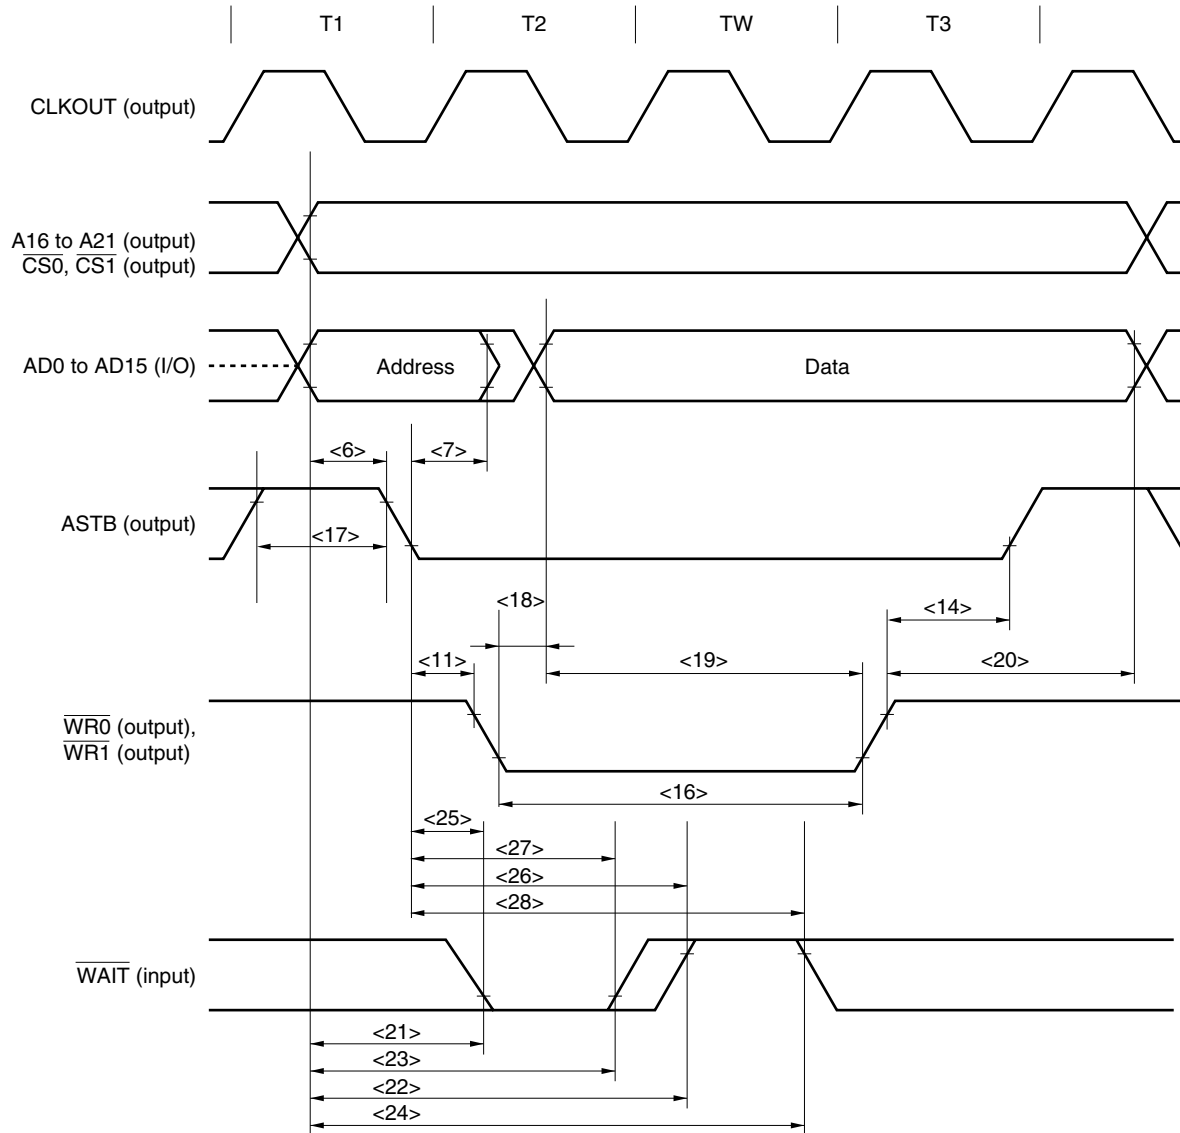 T1 T2 TW T3
CLKOUT (output)
A16 to A21 (output)
CS0, CS1 (output)
AD0 to AD15 (I/O)
Address
Data
<6> <7>
ASTB (output)
<17>
<18>
<14>
<11>
<19>
<20>
WR0 (output),
WR1 (output)
<16>
<25>
<27>
<26>
<28>
WAIT (input)
<21>
<23>
<22>
<24>